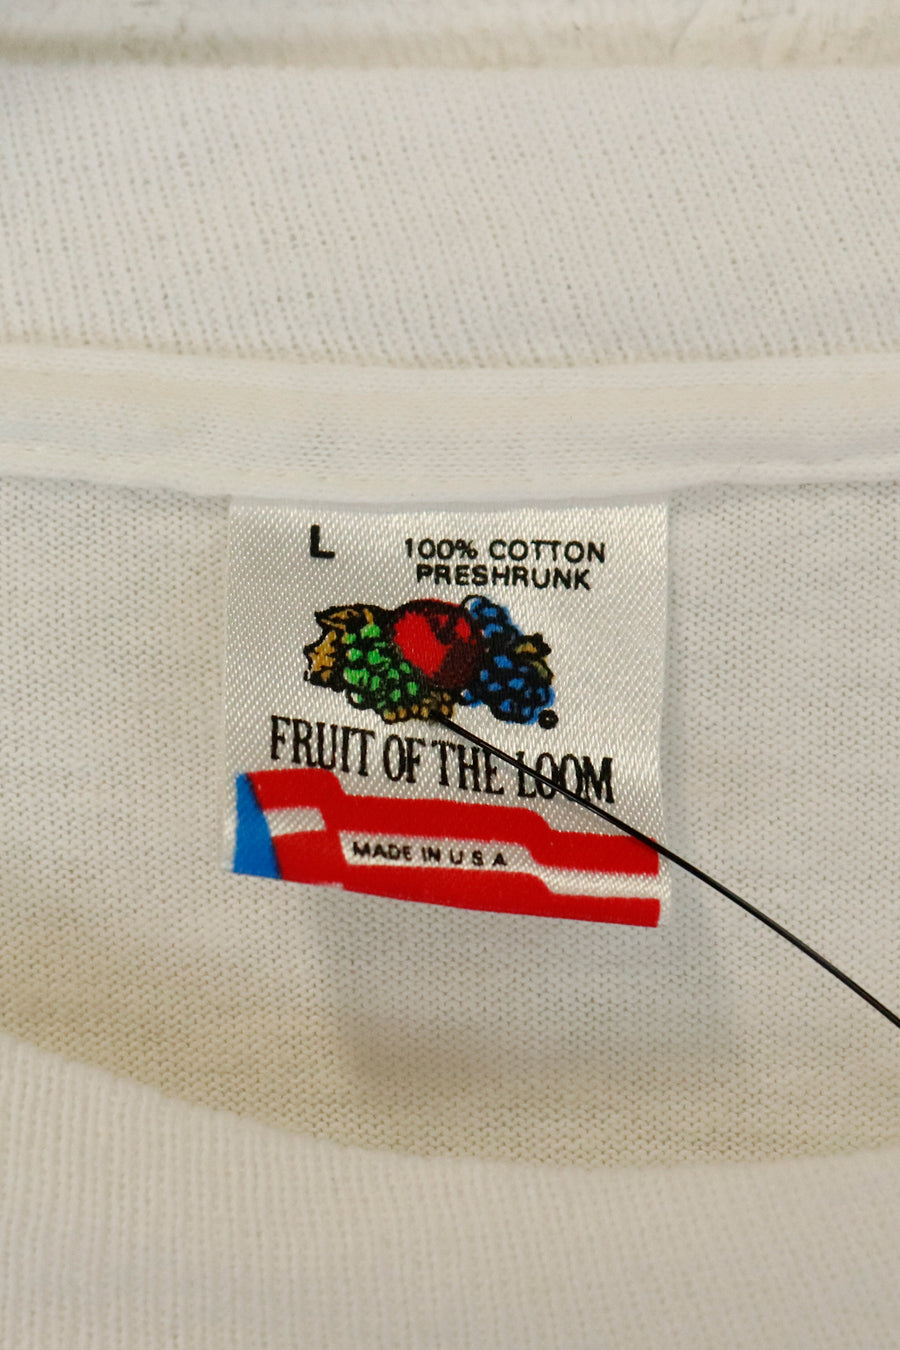 L
100% COTTON
PRESHRUNK
FRUIT OF THE LOOM
MADE IN U S A